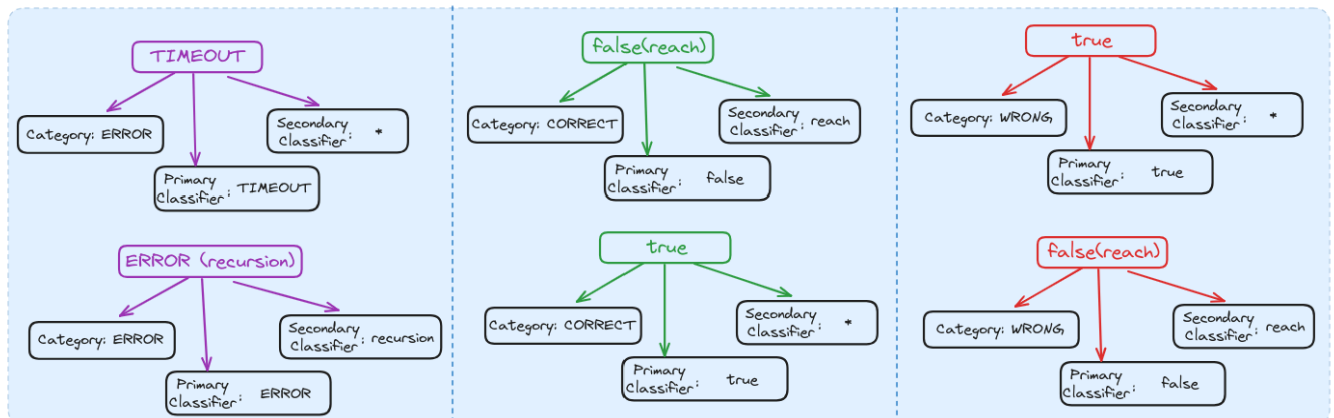 TIMEOUT
Category: ERROR
Secondary
Classifier: *
Primary
Classifier: TIMEOUT
ERROR (recursion)
Category: ERROR
Secondary
Classifier: recursion
Primary
Classifier: ERROR
false(reach)
Category: CORRECT
Secondary
Classifier: reach
Primary
Classifier: false
true
Category: CORRECT
Secondary
Classifier: *
Primary
Classifier: true
true
Category: WRONG
Secondary
Classifier: *
Primary
Classifier: true
false(reach)
Category: WRONG
Secondary
Classifier: reach
Primary
Classifier: false